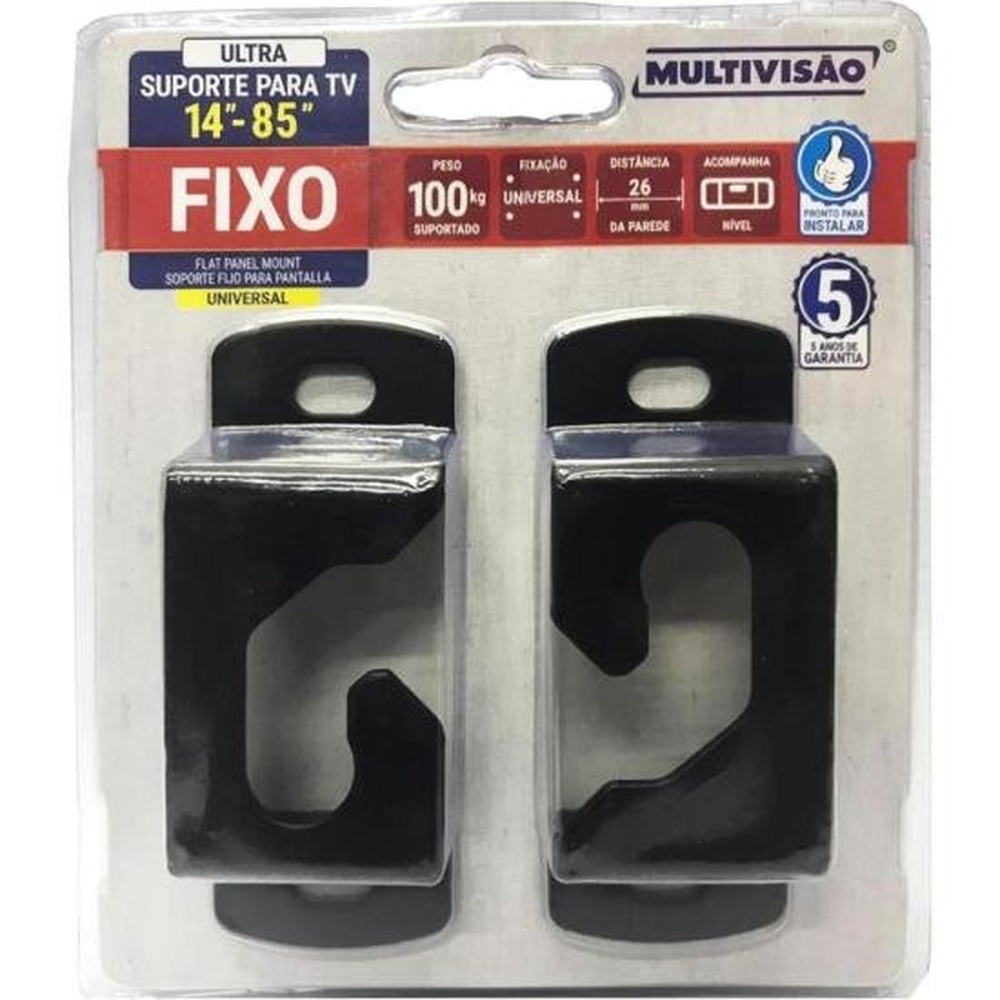 ULTRA
SUPORTE PARA TV
14"-85"
FIXO
FLAT PANEL MOUNT
SOPORTE FIJO PARA PANTALLA
UNIVERSAL
MULTIVISÃO®
PESO
100kg
SUPORTADO
FIXAÇÃO
UNIVERSAL
DISTÂNCIA
26
mm
DA PAREDE
ACOMPANHA
NÍVEL
PRONTO PARA
INSTALAR
5
5 ANOS DE
GARANTIA